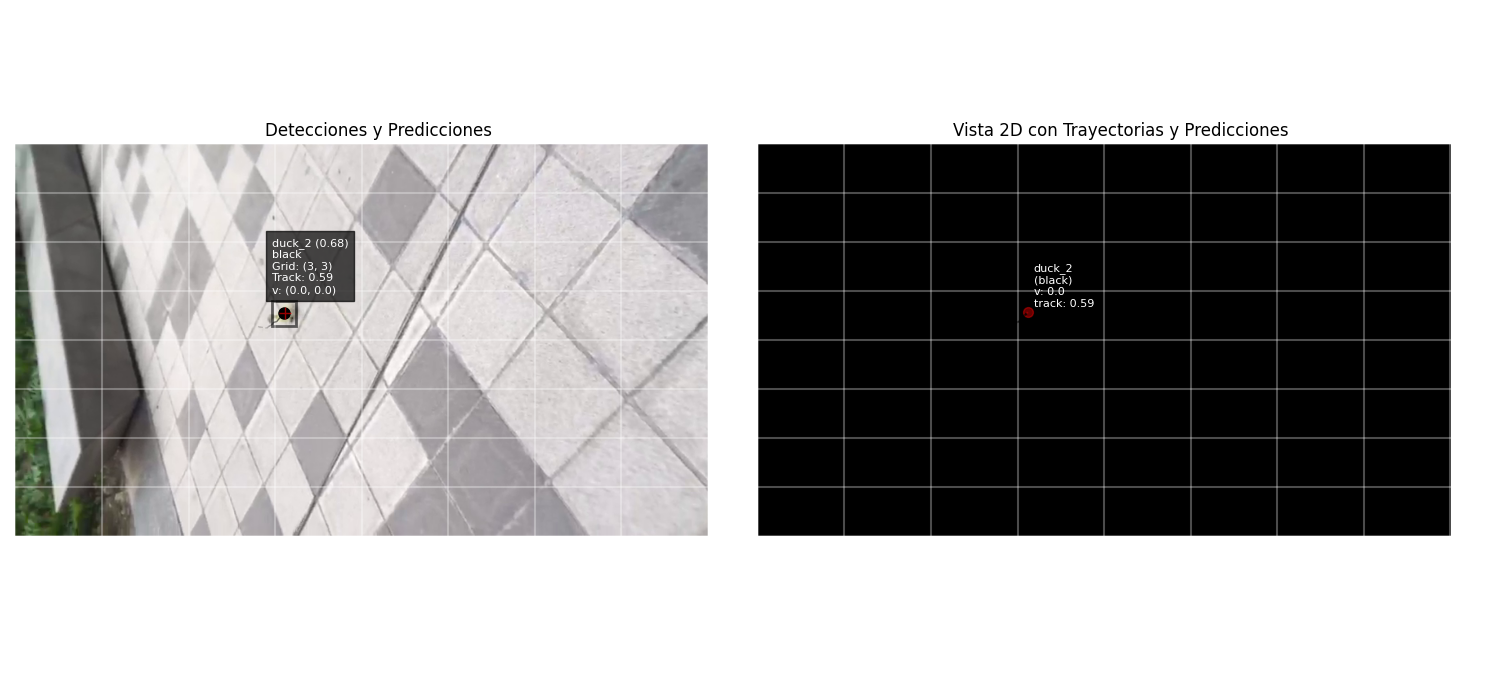 Detecciones y Predicciones
duck_2 (0.68)
black
Grid: (3, 3)
Track: 0.59
v: (0.0, 0.0)
Vista 2D con Trayectorias y Predicciones
duck_2
(black)
v: 0.0
track: 0.59